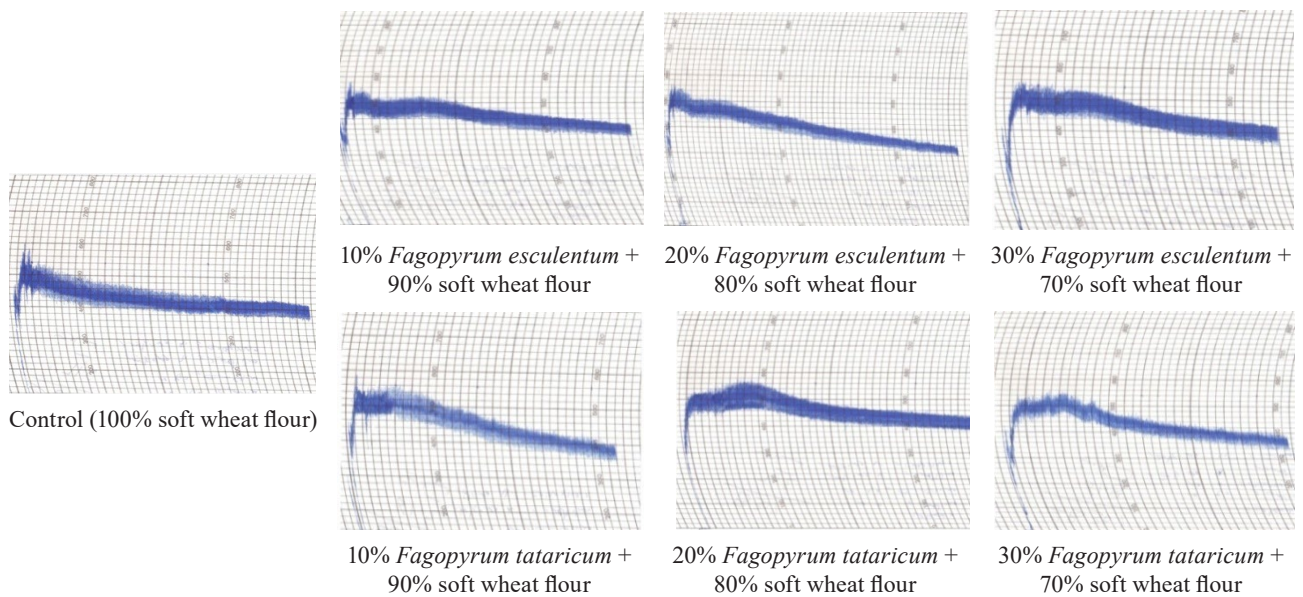 10% Fagopyrum esculentum +
90% soft wheat flour
20% Fagopyrum esculentum +
80% soft wheat flour
30% Fagopyrum esculentum +
70% soft wheat flour
Control (100% soft wheat flour)
10% Fagopyrum tataricum +
90% soft wheat flour
20% Fagopyrum tataricum +
80% soft wheat flour
30% Fagopyrum tataricum +
70% soft wheat flour